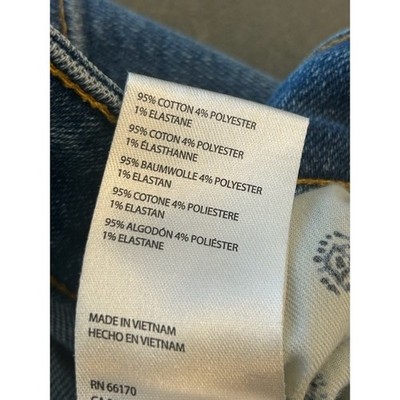 95% COTTON 4% POLYESTER
1% ELASTANE
95% COTON 4% POLYESTER
1% ÉLASTHANNE
95% BAUMWOLLE 4% POLYESTER
1% ELASTAN
95% COTONE 4% POLIESTERE
1% ELASTAN
95% ALGODÓN 4% POLIÉSTER
1% ELASTANE
MADE IN VIETNAM
HECHO EN VIETNAM
RN 66170